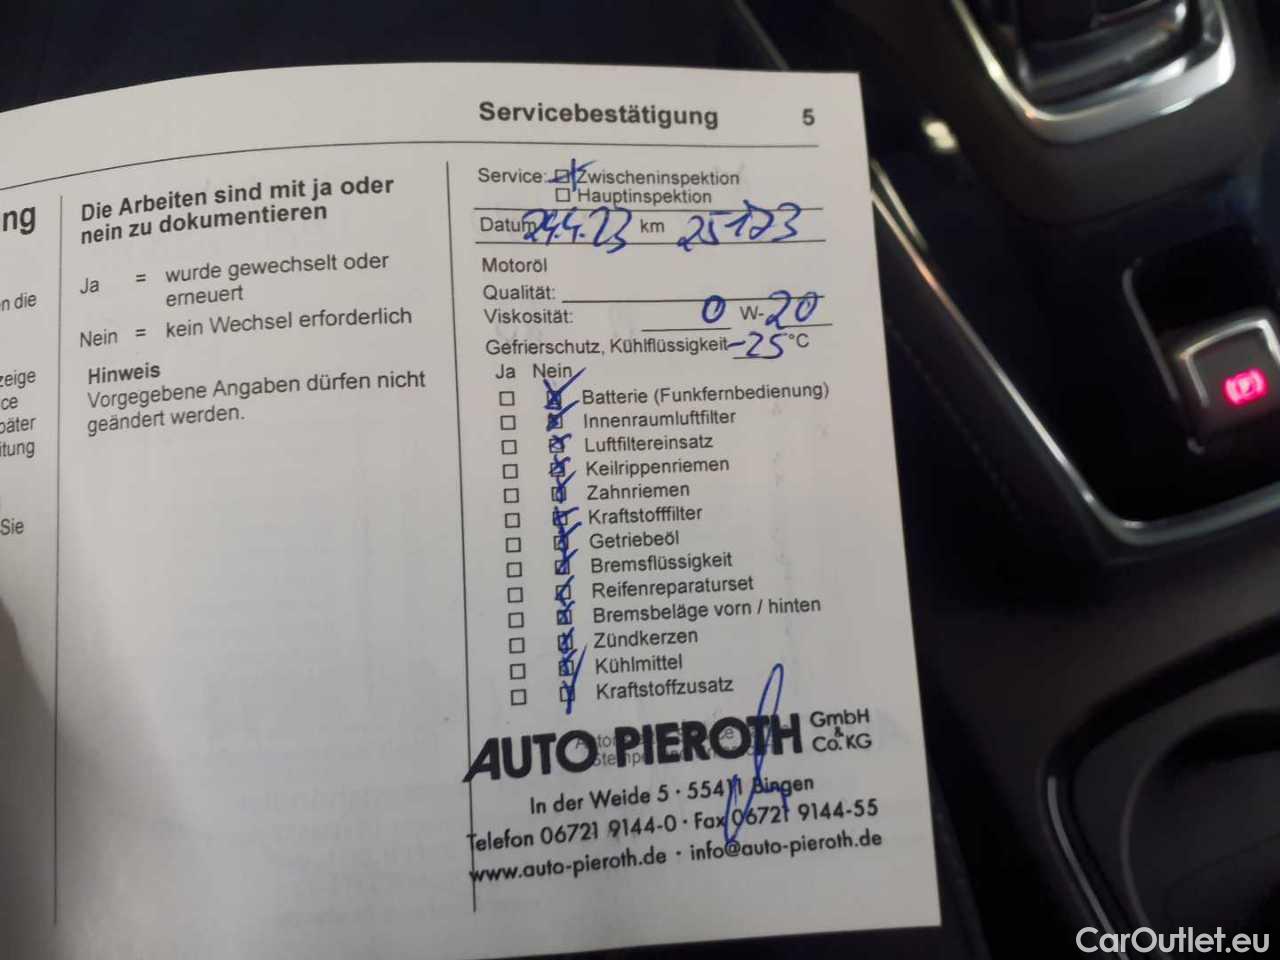 Servicebestätigung 5
ng
n die
zeige
ce
päter
itung
Sie
Die Arbeiten sind mit ja oder
nein zu dokumentieren
Ja = wurde gewechselt oder
erneuert
Nein = kein Wechsel erforderlich
Hinweis
Vorgegebene Angaben dürfen nicht
geändert werden.
Service: Zwischeninspektion
Hauptinspektion
Datum 24.4.23 km 25173
Motoröl
Qualität:
Viskosität: 0 W-20
Gefrierschutz, Kühlflüssigkeit -25 °C
Ja Nein
Batterie (Funkfernbedienung)
Innenraumluftfilter
Luftfiltereinsatz
Keilrippenriemen
Zahnriemen
Kraftstofffilter
Getriebeöl
Bremsflüssigkeit
Reifenreparaturset
Bremsbeläge vorn / hinten
Zündkerzen
Kühlmittel
Kraftstoffzusatz
AUTO PIEROTH GmbH & Co. KG
In der Weide 5 · 55411 Bingen
Telefon 06721 9144-0 · Fax 06721 9144-55
www.auto-pieroth.de · info@auto-pieroth.de
CarOutlet.eu